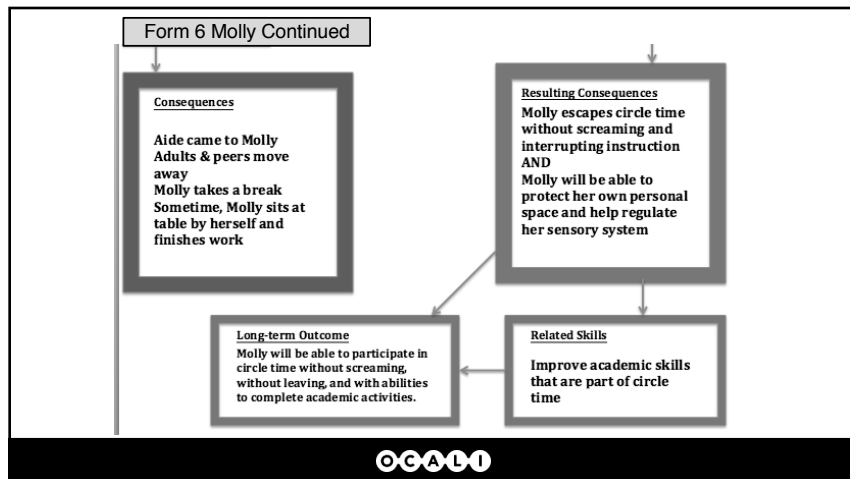 Form 6 Molly Continued
Consequences
Aide came to Molly
Adults & peers move
away
Molly takes a break
Sometime, Molly sits at
table by herself and
finishes work
Resulting Consequences
Molly escapes circle time
without screaming and
interrupting instruction
AND
Molly will be able to
protect her own personal
space and help regulate
her sensory system
Long-term Outcome
Molly will be able to participate in
circle time without screaming,
without leaving, and with abilities
to complete academic activities.
Related Skills
Improve academic skills
that are part of circle
time
OCALI